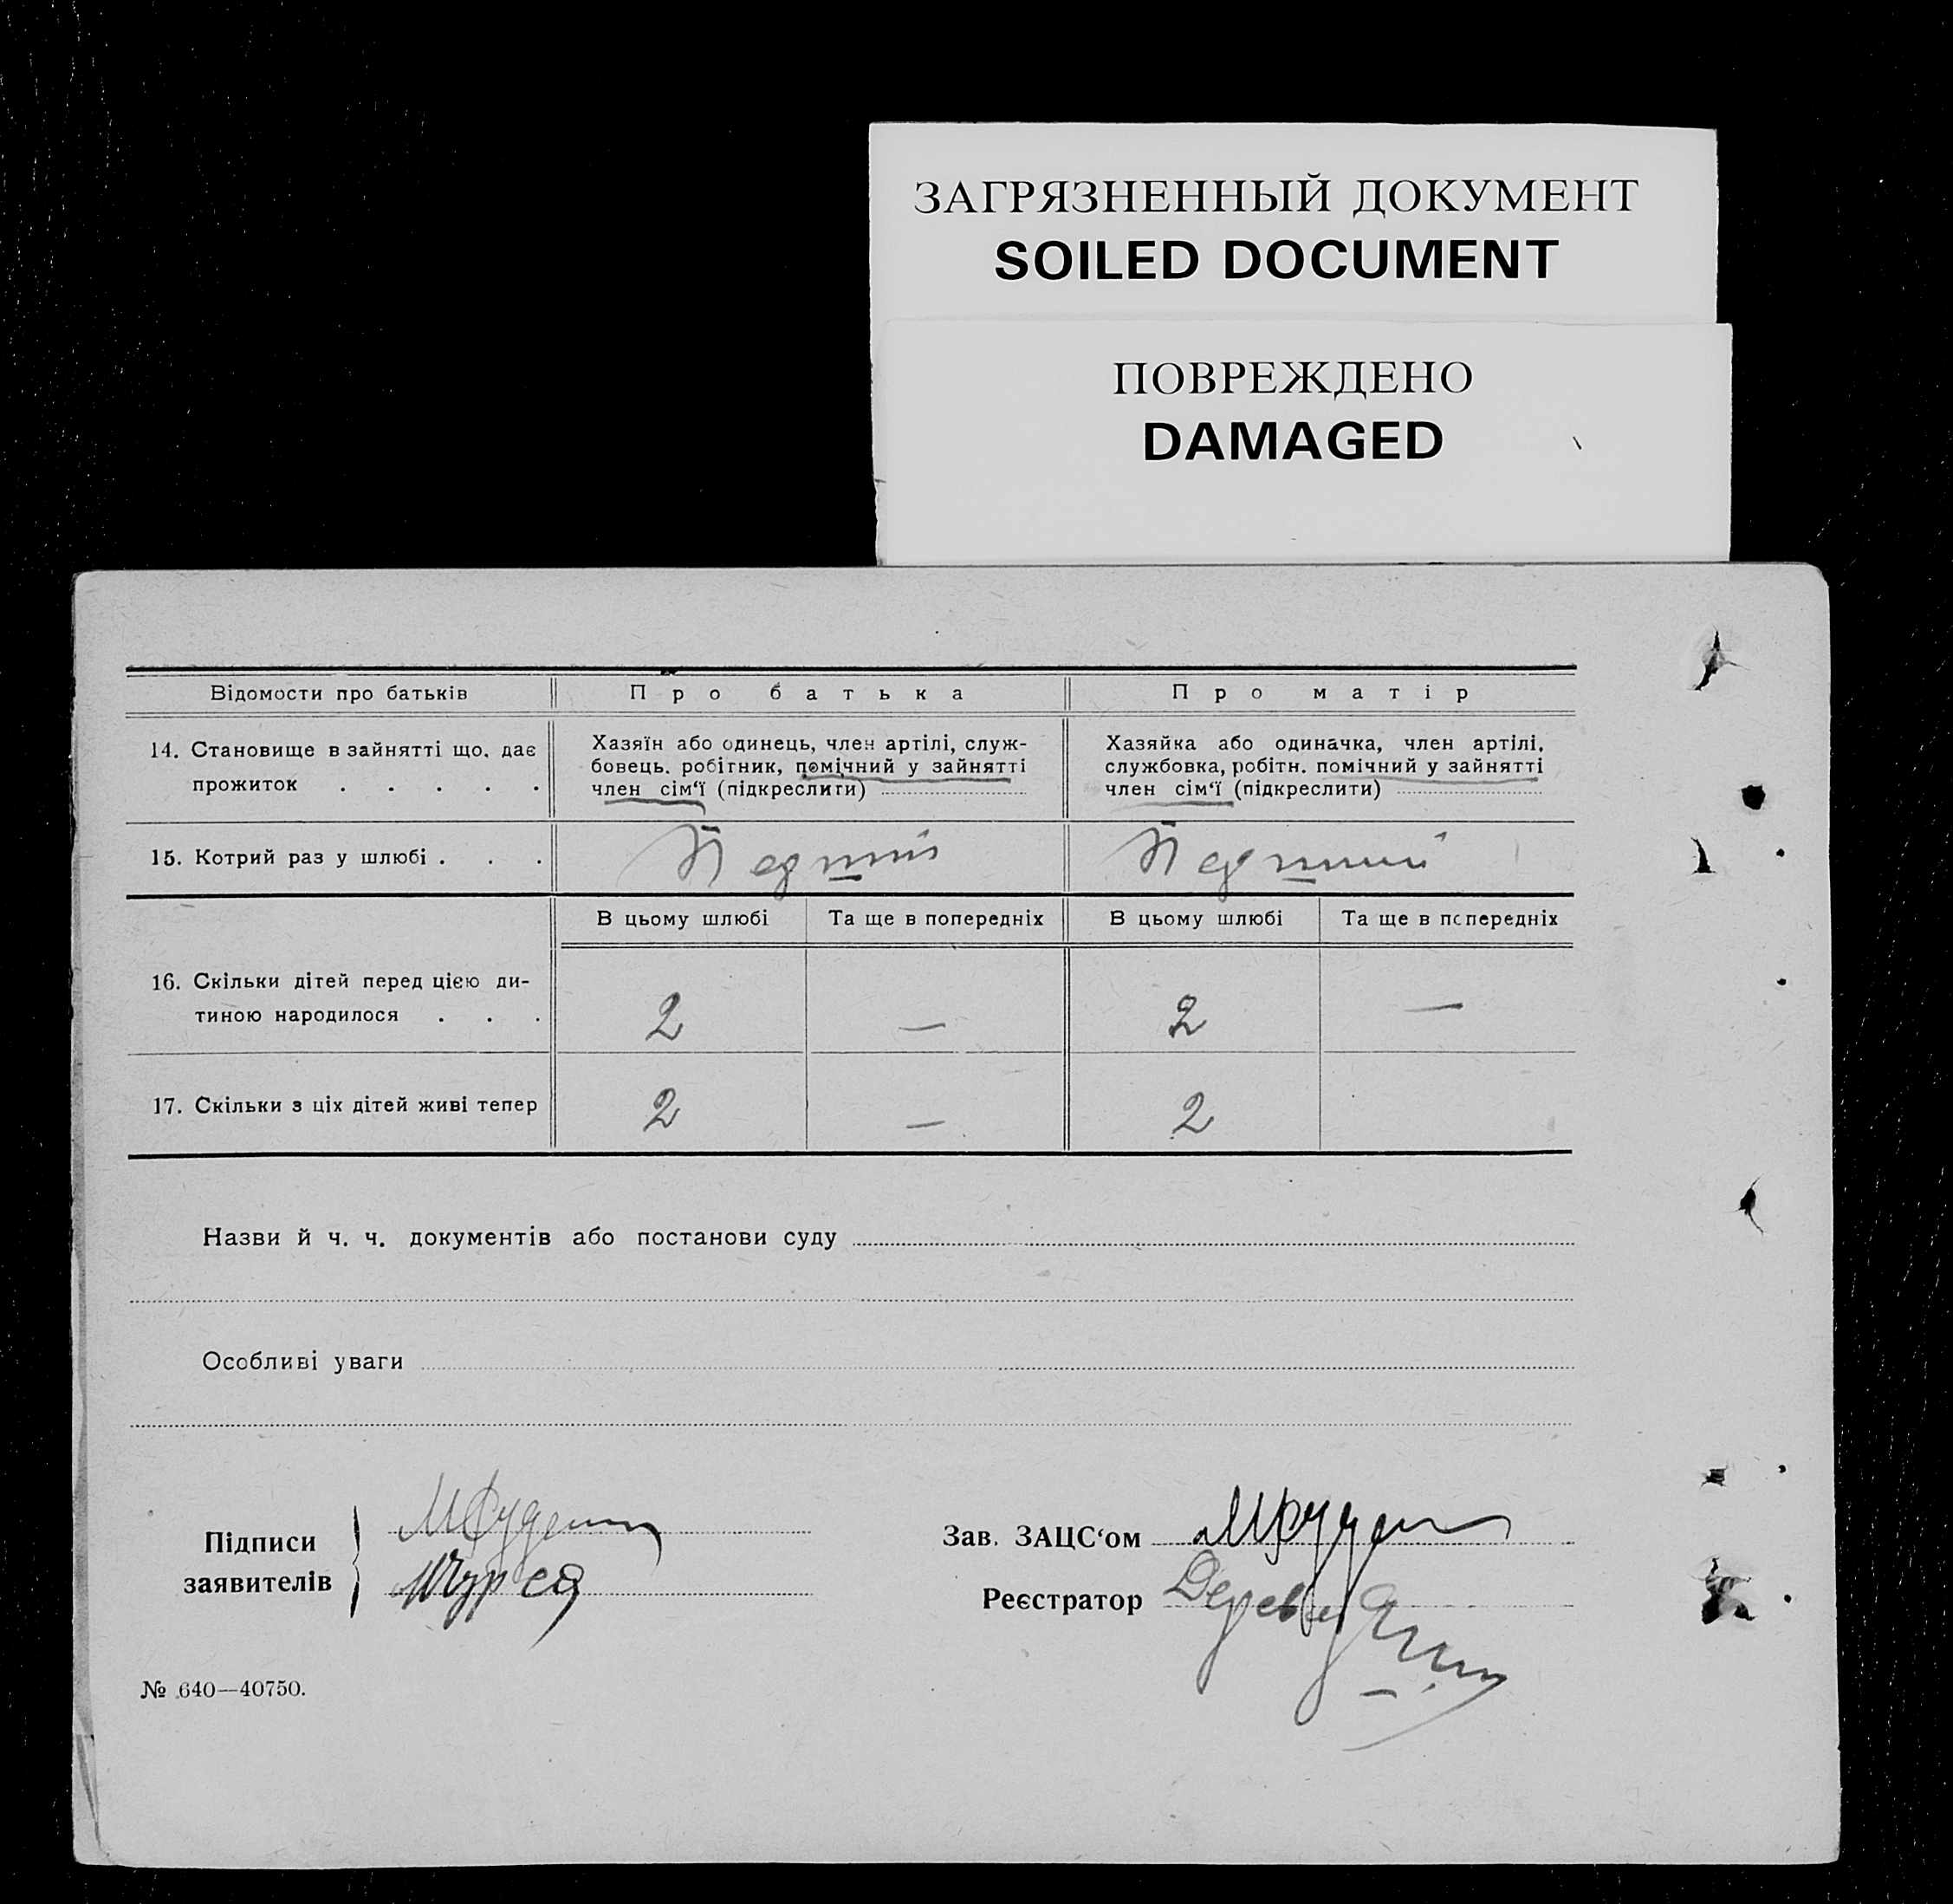 ЗАГРЯЗНЕННЫЙ ДОКУМЕНТ
SOILED DOCUMENT
ПОВРЕЖДЕНО
DAMAGED
Відомости про батьків
Про батька
Про матір
14. Становище в зайнятті що. дає
прожиток . . . . .
Хазяїн або одинець, член артілі, служ-
бовець. робітник, помічний у зайнятті
член сім‘ї (підкреслити)
Хазяйка або одиначка, член артілі.
службовка, робітн. помічний у зайнятті
член сім‘ї (підкреслити)
15. Котрий раз у шлюбі . . .
Перший
Перший
В цьому шлюбі
Та ще в попередніх
В цьому шлюбі
Та ще в попередніх
16. Скільки дітей перед цією ди-
тиною народилося . . .
2
—
2
—
17. Скільки з ціх дітей живі тепер
2
—
2
Назви й ч. ч. документів або постанови суду
Особливі уваги
Підписи
заявителів
Зав. ЗАЦС‘ом
Реєстратор
№ 640—40750.